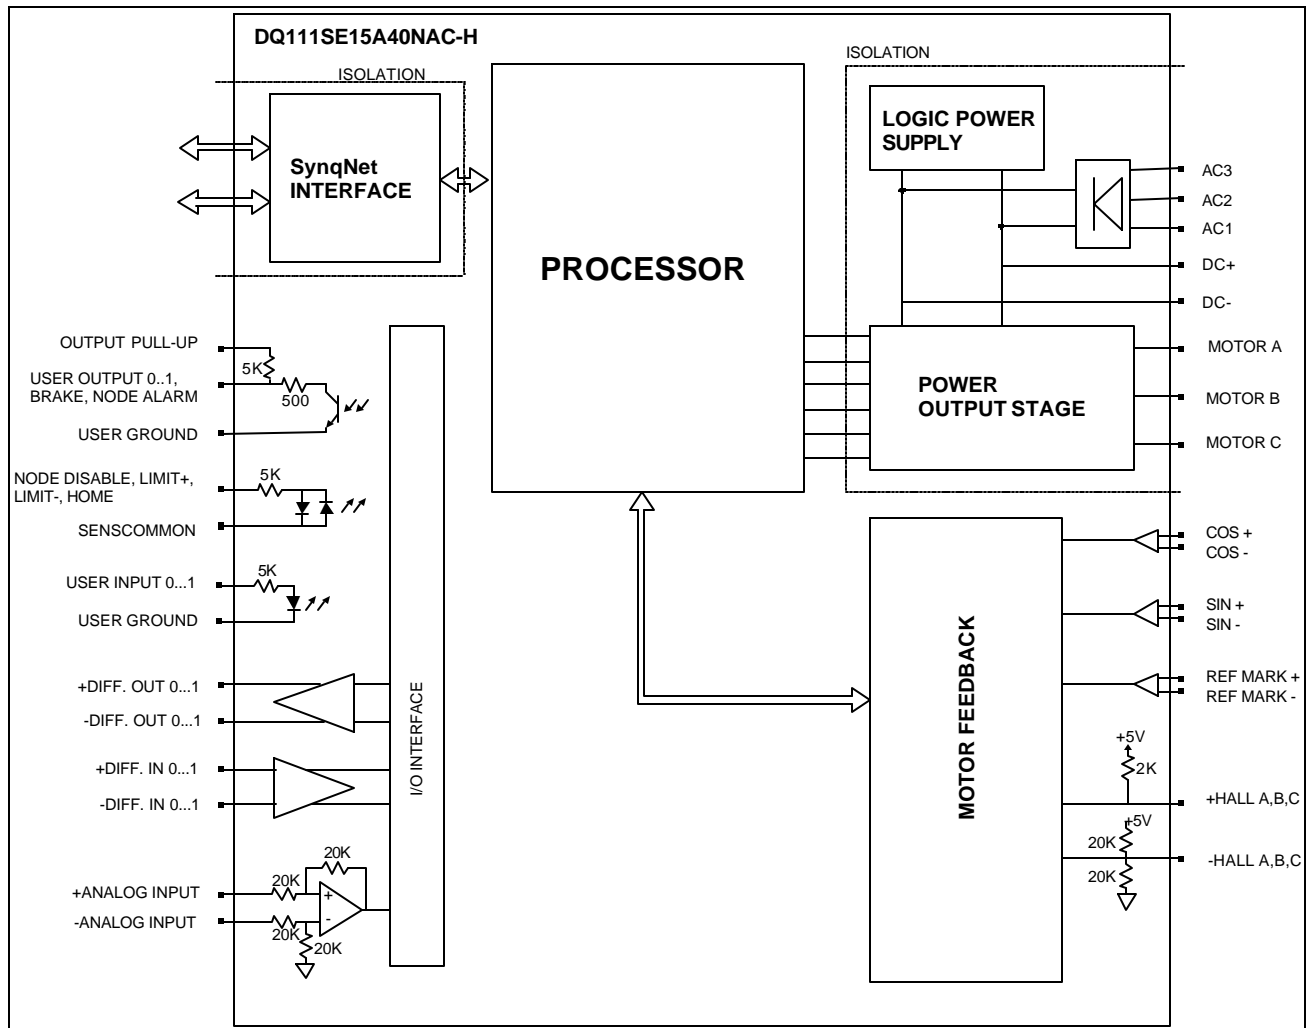 DQ111SE15A40NAC-H
ISOLATION
SynqNet
INTERFACE
PROCESSOR
ISOLATION
LOGIC POWER
SUPPLY
AC3
AC2
AC1
DC+
DC-
POWER
OUTPUT STAGE
MOTOR A
MOTOR B
MOTOR C
OUTPUT PULL-UP
5K
USER OUTPUT 0..1,
BRAKE, NODE ALARM
500
USER GROUND
NODE DISABLE, LIMIT+,
LIMIT-, HOME
5K
SENSCOMMON
USER INPUT 0...1
5K
USER GROUND
+DIFF. OUT 0...1
-DIFF. OUT 0...1
+DIFF. IN 0...1
-DIFF. IN 0...1
+ANALOG INPUT
-ANALOG INPUT
20K
20K
20K
20K
+
-
I/O INTERFACE
MOTOR FEEDBACK
COS +
COS -
SIN +
SIN -
REF MARK +
REF MARK -
+5V
2K
+HALL A,B,C
+5V
20K
20K
-HALL A,B,C